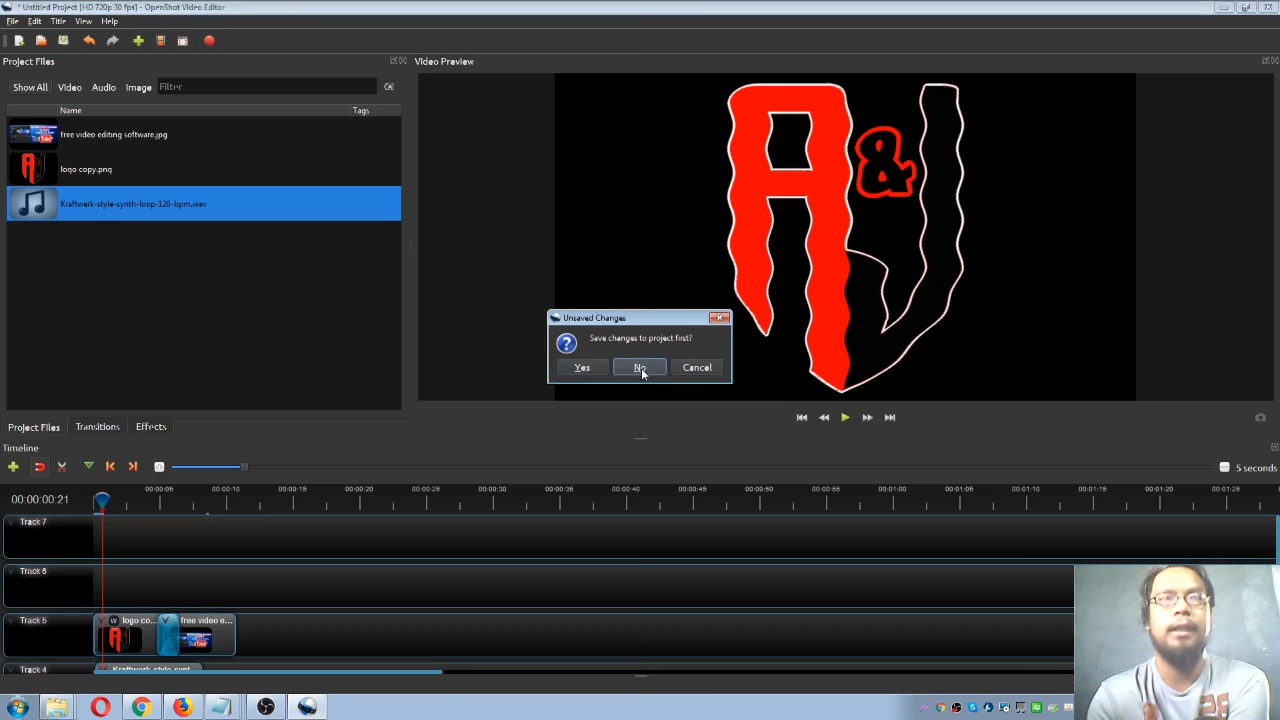 * Untitled Project [HD 720p 30 fps] - OpenShot Video Editor
File Edit Title View Help
Project Files
Video Preview
Show All Video Audio Image Filter
Name Tags
free video editing software.jpg
logo copy.png
Kraftwerk-style-synth-loop-120-bpm.wav
A & J
Unsaved Changes
Save changes to project first?
Yes No Cancel
Project Files Transitions Effects
Timeline
5 seconds
00:00:00:21
00:00:05 00:00:10 00:00:15 00:00:20 00:00:25 00:00:30 00:00:35 00:00:40 00:00:45 00:00:50 00:00:55 00:01:00 00:01:05 00:01:10 00:01:15 00:01:20 00:01:25
Track 7
Track 6
Track 5
logo co... free video e...
Track 4
Kraftwerk-style-synt